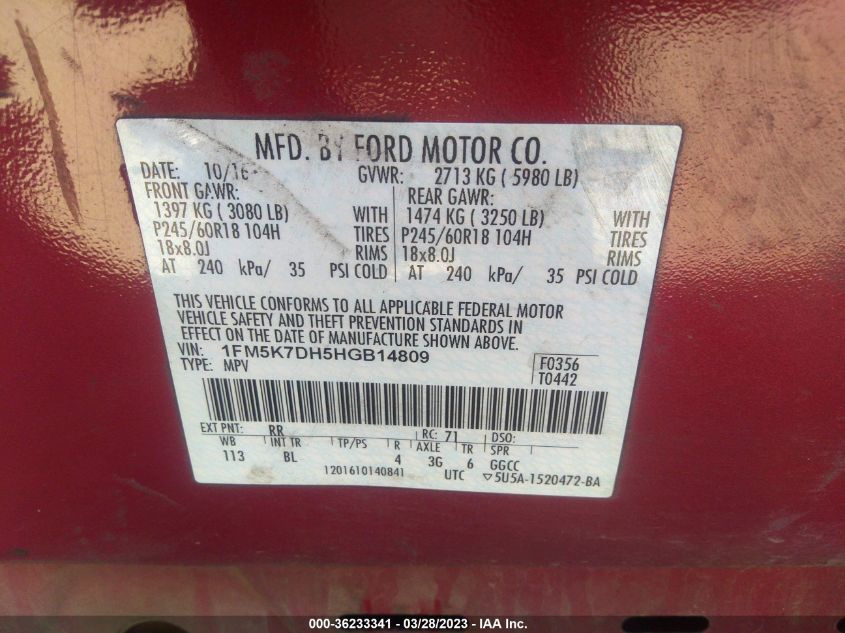 MFD. BY FORD MOTOR CO.
DATE: 10/16 GVWR: 2713 KG ( 5980 LB)
FRONT GAWR: REAR GAWR:
1397 KG ( 3080 LB) WITH 1474 KG ( 3250 LB) WITH
P245/60R18 104H TIRES P245/60R18 104H TIRES
18x8.0J RIMS 18x8.0J RIMS
AT 240 kPa/ 35 PSI COLD AT 240 kPa/ 35 PSI COLD
THIS VEHICLE CONFORMS TO ALL APPLICABLE FEDERAL MOTOR
VEHICLE SAFETY AND THEFT PREVENTION STANDARDS IN
EFFECT ON THE DATE OF MANUFACTURE SHOWN ABOVE.
VIN: 1FM5K7DH5HGB14809 F0356
TYPE: MPV T0442
EXT PNT: RR RC: 71 DSO:
WB INT TR TP/PS R AXLE TR SPR
113 BL 4 3G 6 GGCC
1201610140841 UTC ▽5U5A-1520472-BA
000-36233341 / 03/28/2023 - IAA Inc.